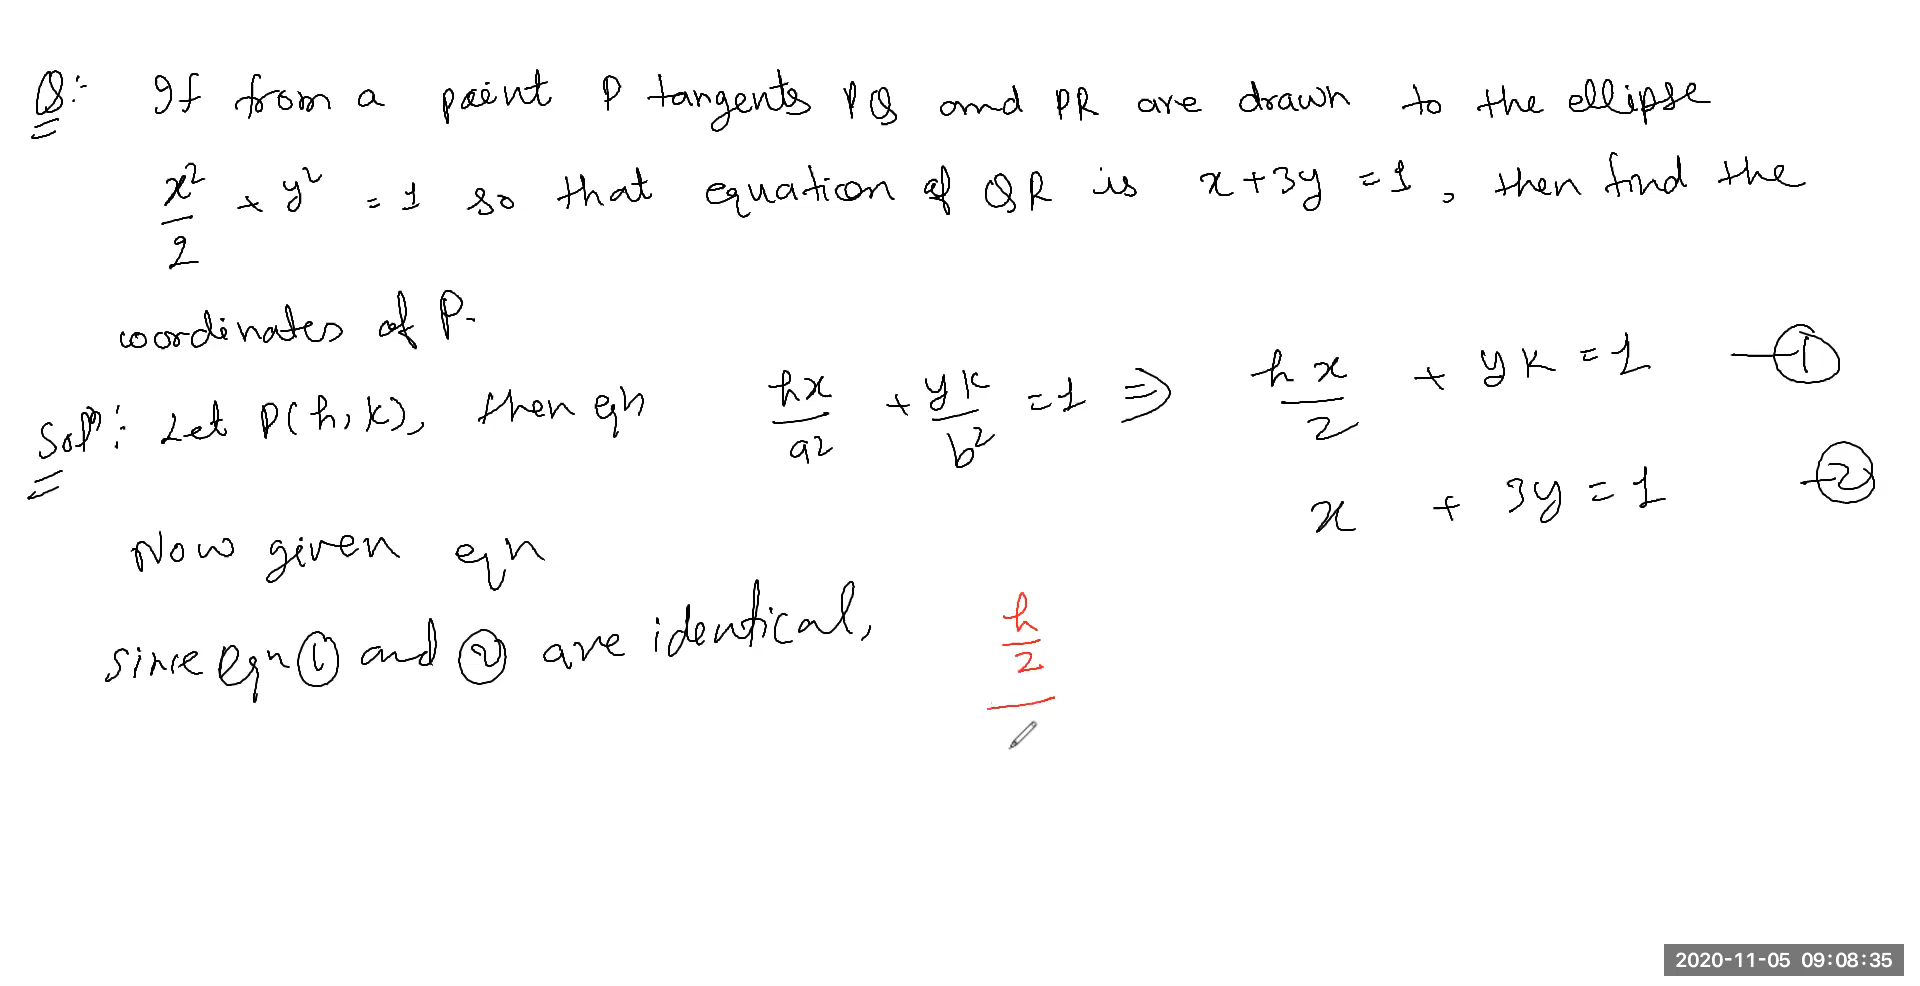 Q:- If from a point P tangents PQ and PR are drawn to the ellipse
x²/2 + y² = 1 so that equation of QR is x+3y =1, then find the
coordinates of P.
Solⁿ: Let P(h, k), then eqn hx/a2 + yk/b² =1 ⇒ hx/2 + yk =1 —①
Now given eqn x + 3y = 1 —②
since eqn ① and ② are identical, h/2
2020-11-05 09:08:35